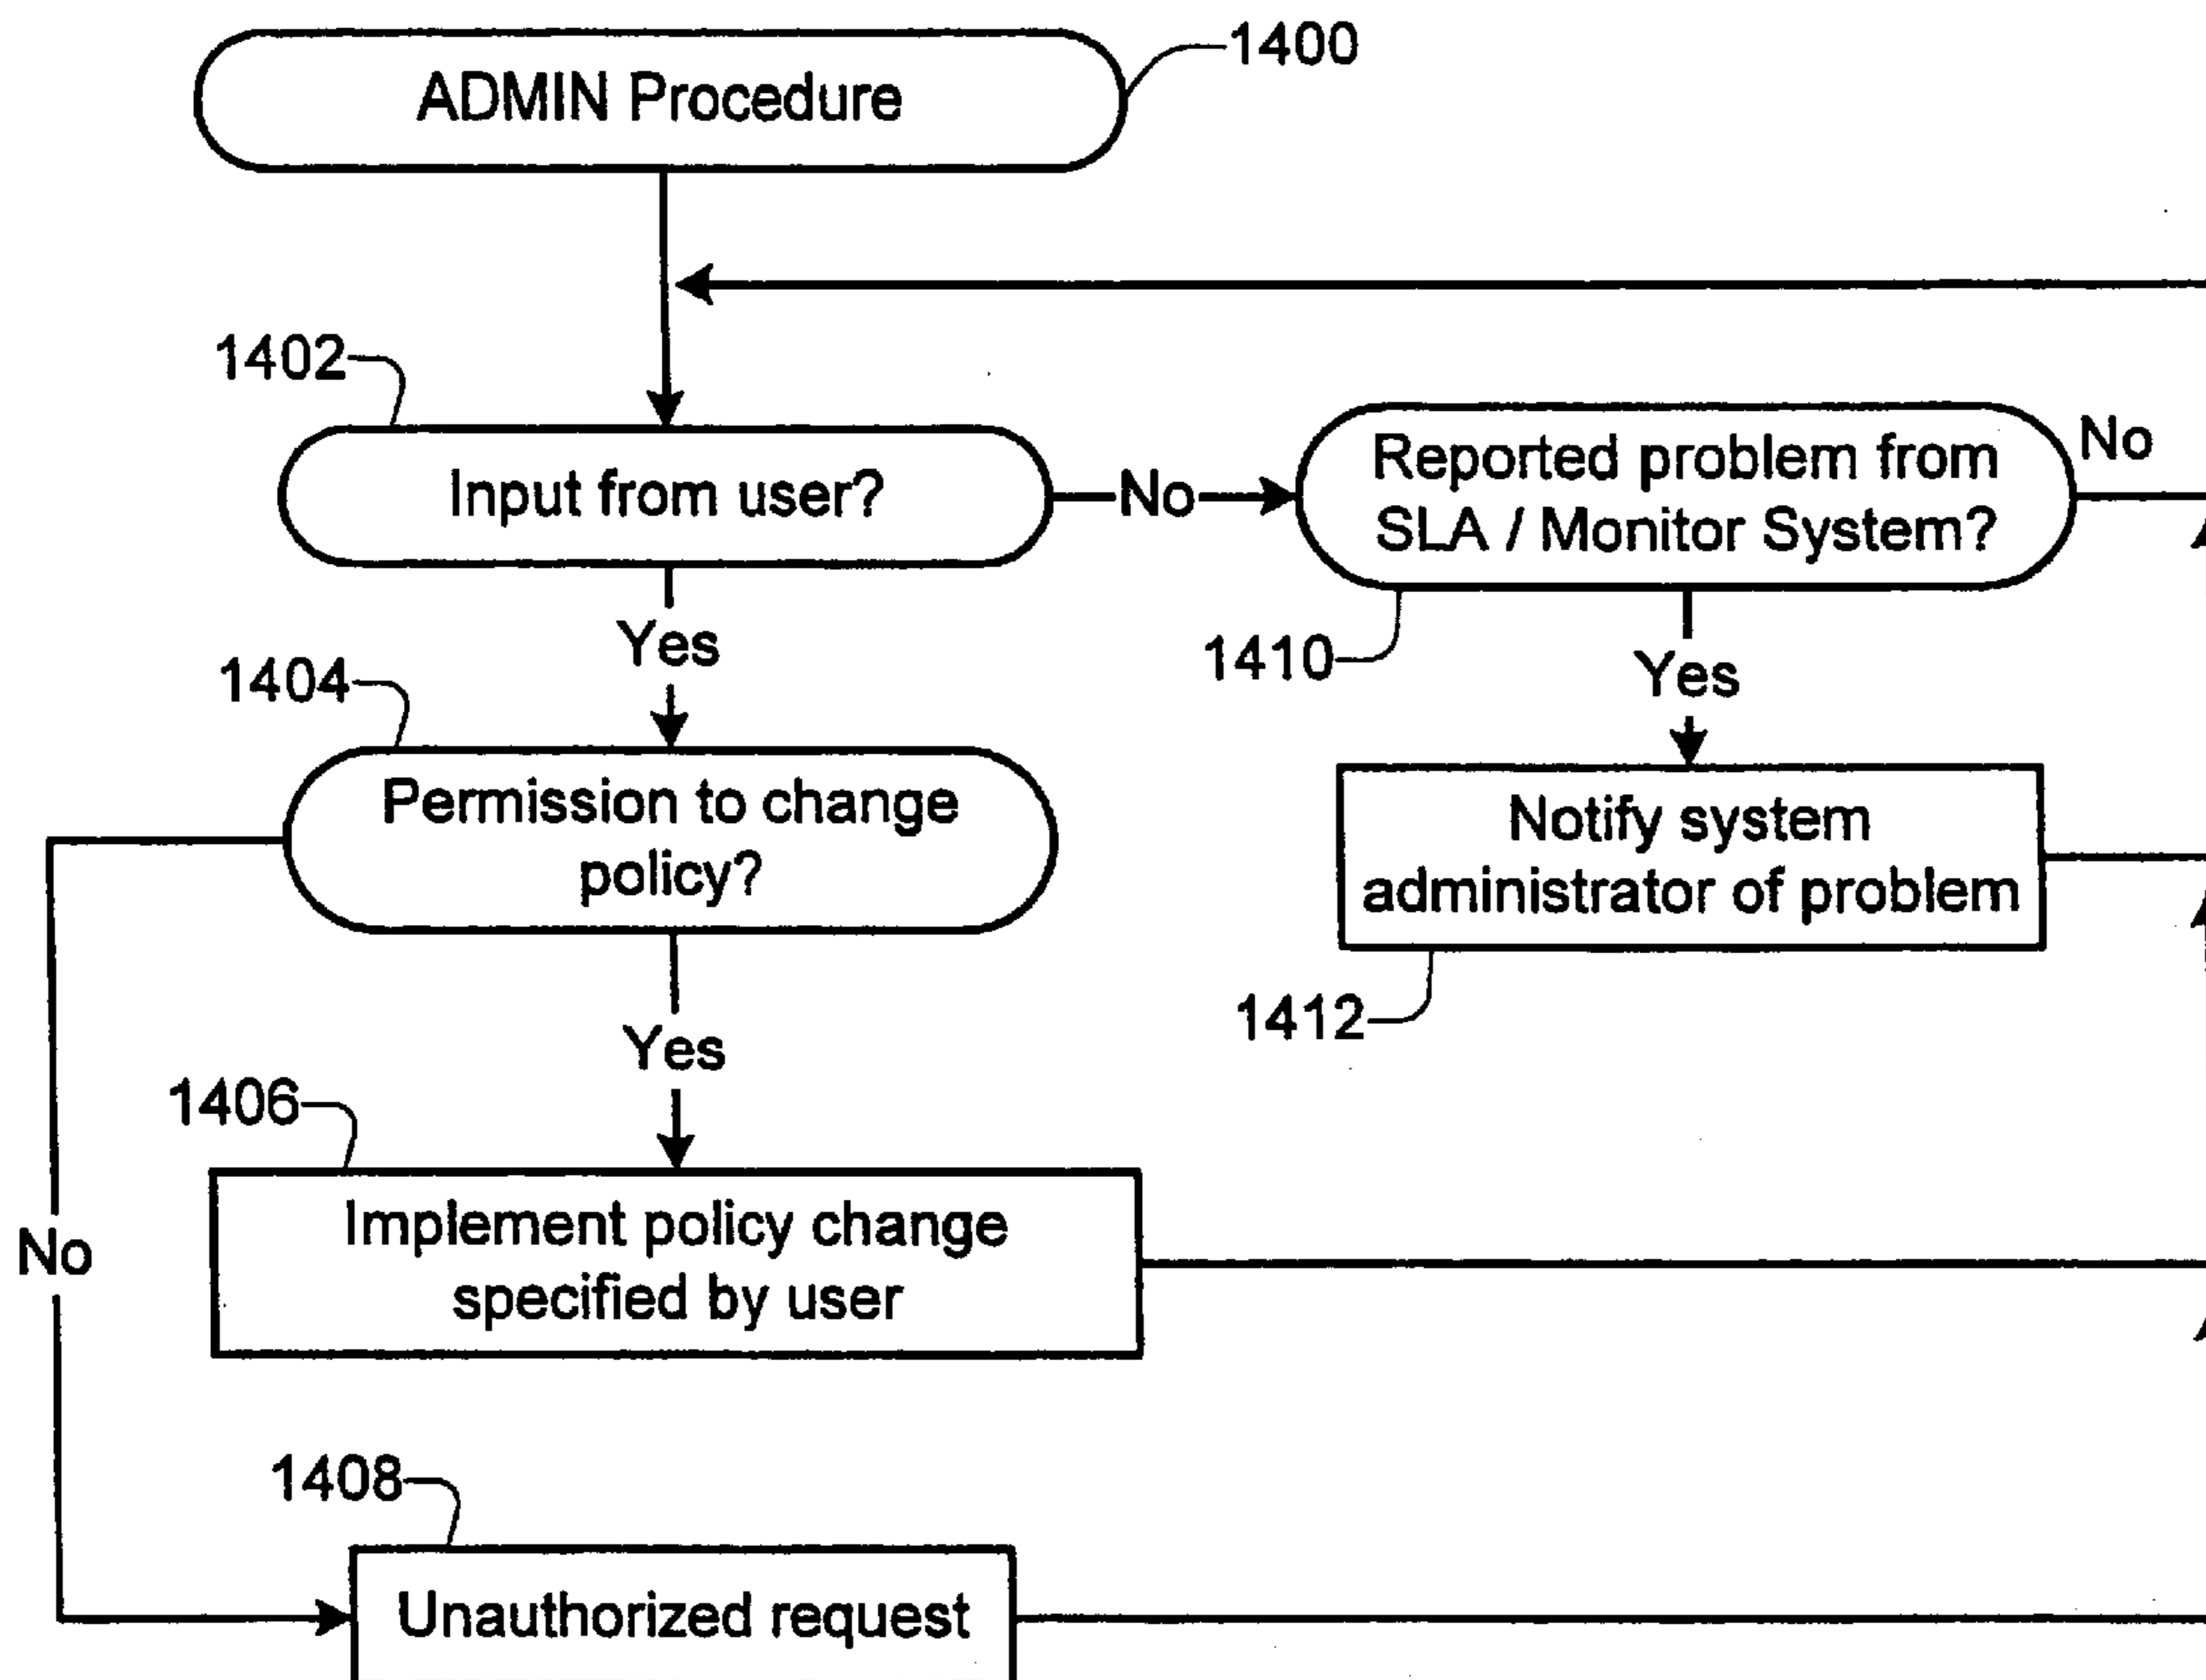 ADMIN Procedure
1400
1402
Input from user?
No
Reported problem from
SLA / Monitor System?
No
Yes
1410
Yes
1404
Permission to change
policy?
Notify system
administrator of problem
1412
Yes
1406
Implement policy change
specified by user
No
1408
Unauthorized request